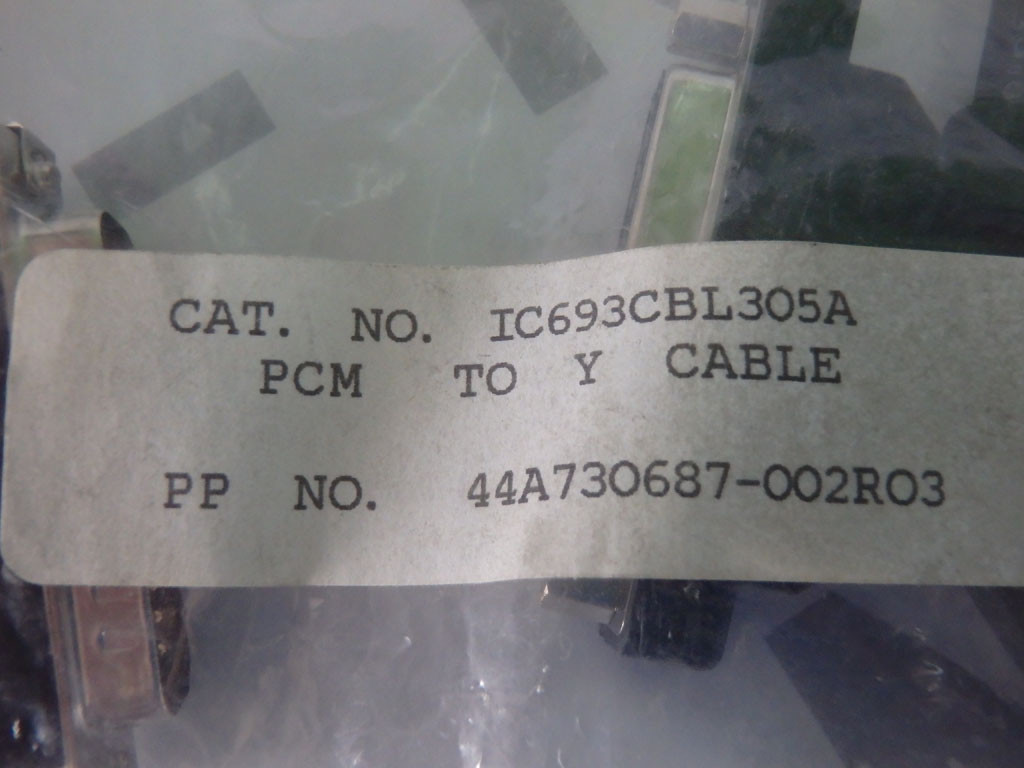 CAT. NO. IC693CBL305A
PCM TO Y CABLE
PP NO. 44A730687-002R03